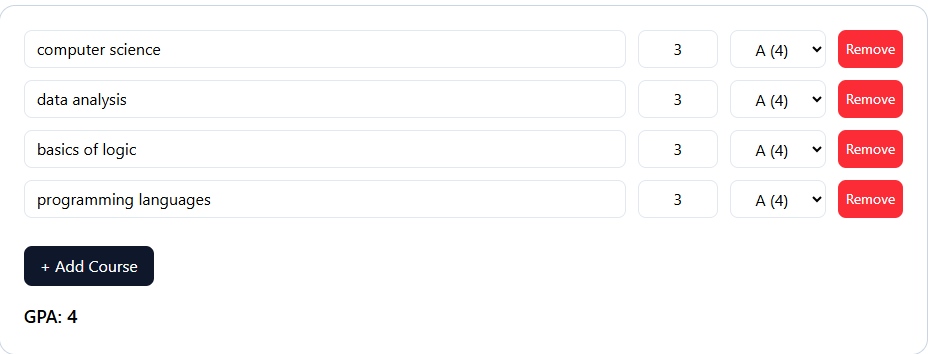 computer science 3 A (4) Remove
data analysis 3 A (4) Remove
basics of logic 3 A (4) Remove
programming languages 3 A (4) Remove
+ Add Course
GPA: 4